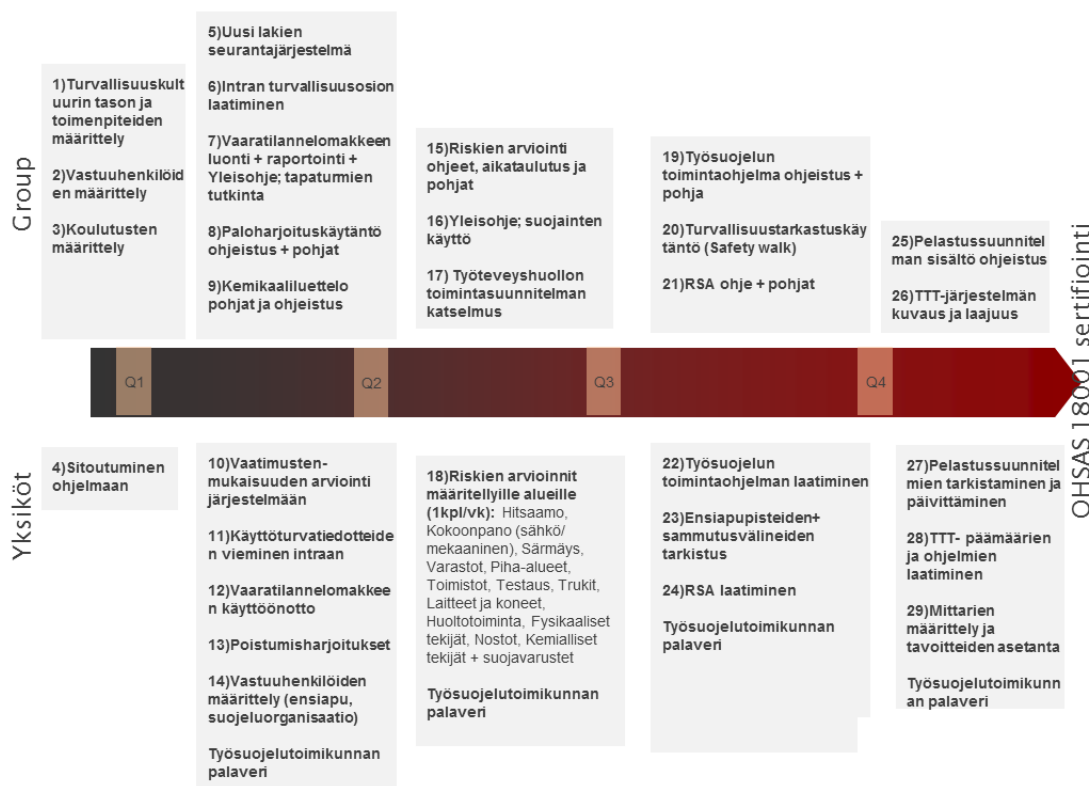 Group
1)Turvallisuuskult
uurin tason ja
toimenpiteiden
määrittely
2)Vastuuhenkilöid
en määrittely
3)Koulutusten
määrittely
5)Uusi lakien
seurantajärjestelmä
6)Intran turvallisuusosion
laatiminen
7)Vaaratilannelomakkeen
luonti + raportointi +
Yleisohje; tapaturmien
tutkinta
8)Paloharjoituskäytäntö
ohjeistus + pohjat
9)Kemikaaliluettelo
pohjat ja ohjeistus
15)Riskien arviointi
ohjeet, aikataulutus ja
pohjat
16)Yleisohje; suojainten
käyttö
17) Työteveyshuollon
toimintasuunnitelman
katselmus
19)Työsuojelun
toimintaohjelma ohjeistus +
pohja
20)Turvallisuustarkastuskäy
täntö (Safety walk)
21)RSA ohje + pohjat
25)Pelastussuunnitel
man sisältö ohjeistus
26)TTT-järjestelmän
kuvaus ja laajuus
Q1
Q2
Q3
Q4
OHSAS 18001 sertifiointi
Yksiköt
4)Sitoutuminen
ohjelmaan
10)Vaatimusten-
mukaisuuden arviointi
järjestelmään
11)Käyttöturvatiedotteide
n vieminen intraan
12)Vaaratilannelomakkee
n käyttöönotto
13)Poistumisharjoitukset
14)Vastuuhenkilöiden
määrittely (ensiapu,
suojeluorganisaatio)
Työsuojelutoimikunnan
palaveri
18)Riskien arvioinnit
määritellyille alueille
(1kpl/vk): Hitsaamo,
Kokoonpano (sähkö/
mekaaninen), Särmäys,
Varastot, Piha-alueet,
Toimistot, Testaus, Trukit,
Laitteet ja koneet,
Huoltotoiminta, Fysikaaliset
tekijät, Nostot, Kemialliset
tekijät + suojavarustet
Työsuojelutoimikunnan
palaveri
22)Työsuojelun
toimintaohjelman laatiminen
23)Ensiapupisteiden+
sammutusvälineiden
tarkistus
24)RSA laatiminen
Työsuojelutoimikunnan
palaveri
27)Pelastussuunnitel
mien tarkistaminen ja
päivittäminen
28)TTT- päämäärien
ja ohjelmien
laatiminen
29)Mittarien
määrittely ja
tavoitteiden asetanta
Työsuojelutoimikunn
an palaveri